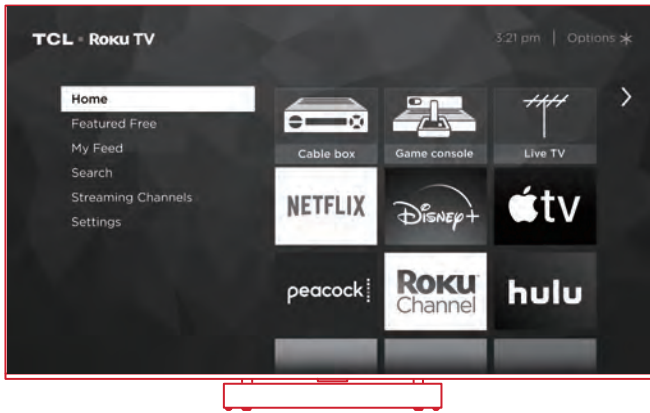 TCL · Roku TV
3:21 pm | Options
Home
Featured Free
My Feed
Search
Streaming Channels
Settings
Cable box
Game console
Live TV
NETFLIX
Disney+
tv
peacock
Roku
Channel
hulu